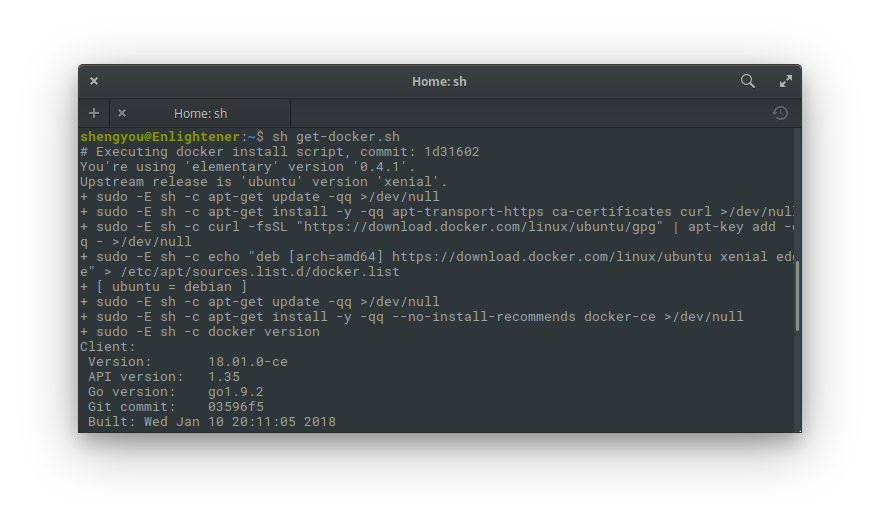 Home: sh
Home: sh
shengyou@Enlightener:~$ sh get-docker.sh
# Executing docker install script, commit: 1d31602
You're using 'elementary' version '0.4.1'.
Upstream release is 'ubuntu' version 'xenial'.
+ sudo -E sh -c apt-get update -qq >/dev/null
+ sudo -E sh -c apt-get install -y -qq apt-transport-https ca-certificates curl >/dev/null
+ sudo -E sh -c curl -fsSL "https://download.docker.com/linux/ubuntu/gpg" | apt-key add -
q - >/dev/null
+ sudo -E sh -c echo "deb [arch=amd64] https://download.docker.com/linux/ubuntu xenial edg
e" > /etc/apt/sources.list.d/docker.list
+ [ ubuntu = debian ]
+ sudo -E sh -c apt-get update -qq >/dev/null
+ sudo -E sh -c apt-get install -y -qq --no-install-recommends docker-ce >/dev/null
+ sudo -E sh -c docker version
Client:
Version: 18.01.0-ce
API version: 1.35
Go version: go1.9.2
Git commit: 03596f5
Built: Wed Jan 10 20:11:05 2018